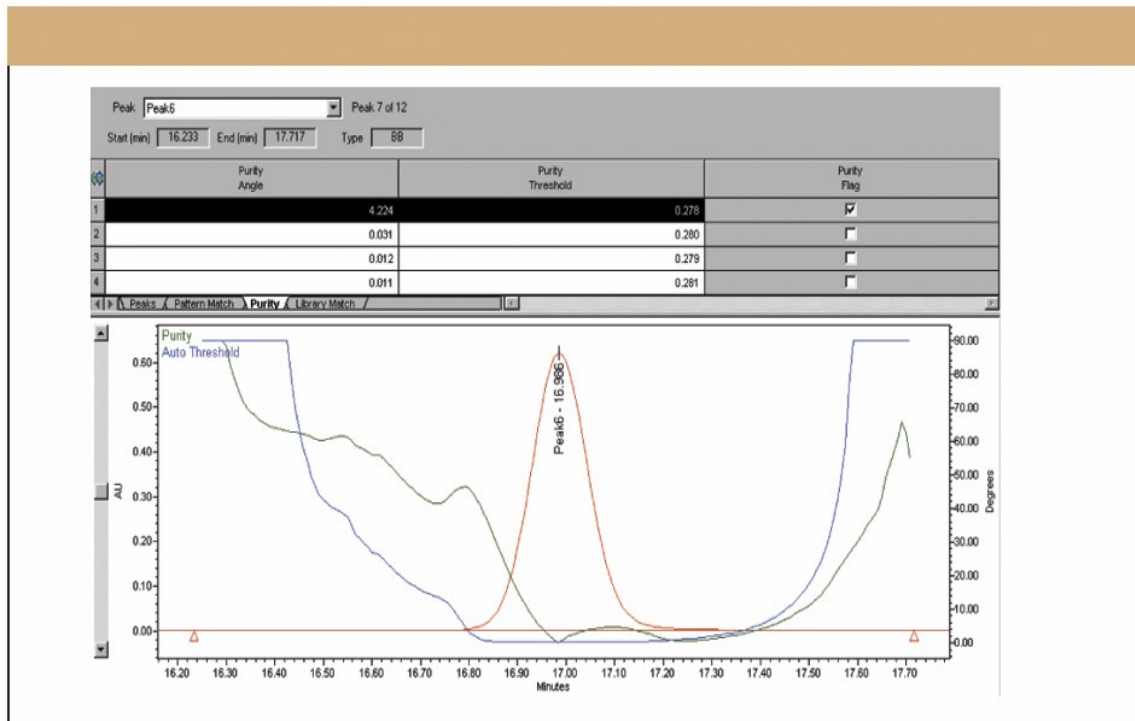 Peak Peak6 Peak 7 of 12
Start (min) 16.233 End (min) 17.717 Type BB
Purity Angle Purity Threshold Purity Flag
1 4.224 0.278
2 0.031 0.280
3 0.012 0.279
4 0.011 0.281
Peaks Pattern Match Purity Library Match
Purity
Auto Threshold
0.60
0.50
0.40
0.30
0.20
0.10
0.00
AU
Peak6 - 16.986
90.00
80.00
70.00
60.00
50.00
40.00
30.00
20.00
10.00
0.00
Degrees
16.20 16.30 16.40 16.50 16.60 16.70 16.80 16.90 17.00 17.10 17.20 17.30 17.40 17.50 17.60 17.70
Minutes